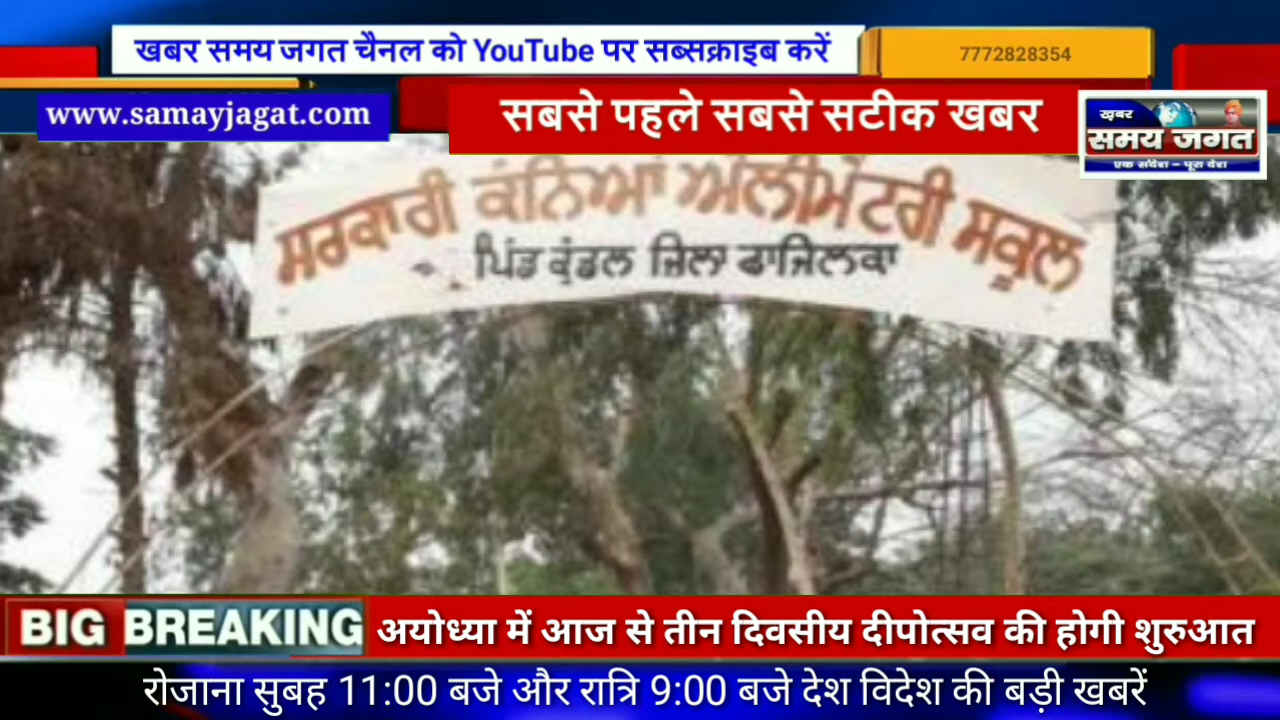 खबर समय जगत चैनल को YouTube पर सब्सक्राइब करें
7772828354
www.samayjagat.com
सबसे पहले सबसे सटीक खबर
ख़बर
समय जगत
एक संदेश – पूरा देश
ਸਰਕਾਰੀ ਕੰਨਿਆਂ ਅਲੀਮੈਂਟਰੀ ਸਕੂਲ
ਪਿੰਡ ਕੁੰਡਲ ਜ਼ਿਲਾ ਫਾਜਿਲਕਾ
BIG BREAKING
अयोध्या में आज से तीन दिवसीय दीपोत्सव की होगी शुरुआत
रोजाना सुबह 11:00 बजे और रात्रि 9:00 बजे देश विदेश की बड़ी खबरें